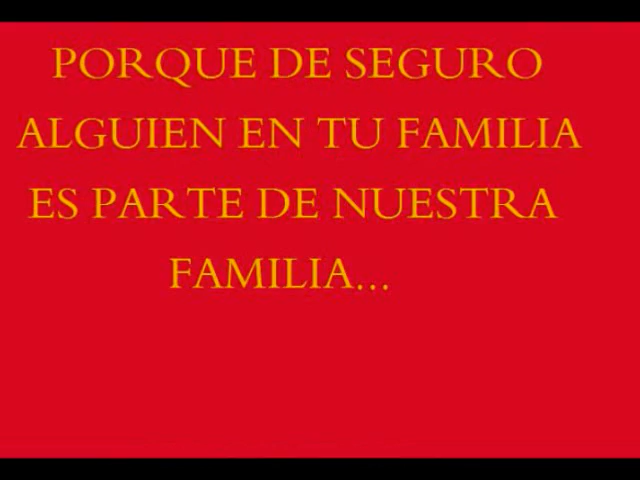 PORQUE DE SEGURO
ALGUIEN EN TU FAMILIA
ES PARTE DE NUESTRA
FAMILIA...